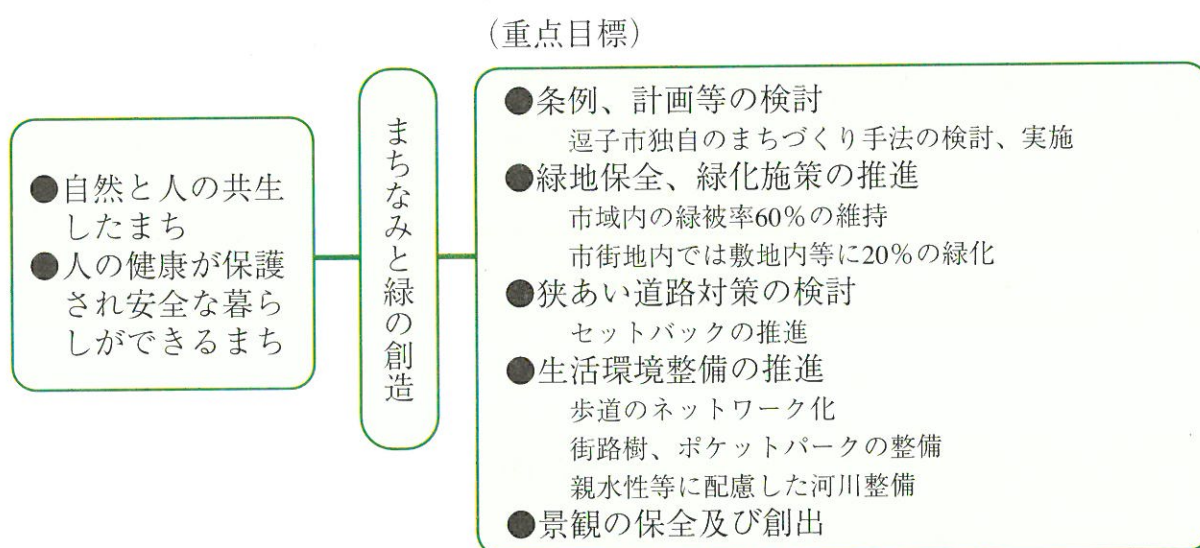 (重点目標)
●自然と人の共生
したまち
●人の健康が保護
され安全な暮ら
しができるまち
まちなみと緑の創造
●条例、計画等の検討
逗子市独自のまちづくり手法の検討、実施
●緑地保全、緑化施策の推進
市域内の緑被率60%の維持
市街地内では敷地内等に20%の緑化
●狭あい道路対策の検討
セットバックの推進
●生活環境整備の推進
歩道のネットワーク化
街路樹、ポケットパークの整備
親水性等に配慮した河川整備
●景観の保全及び創出